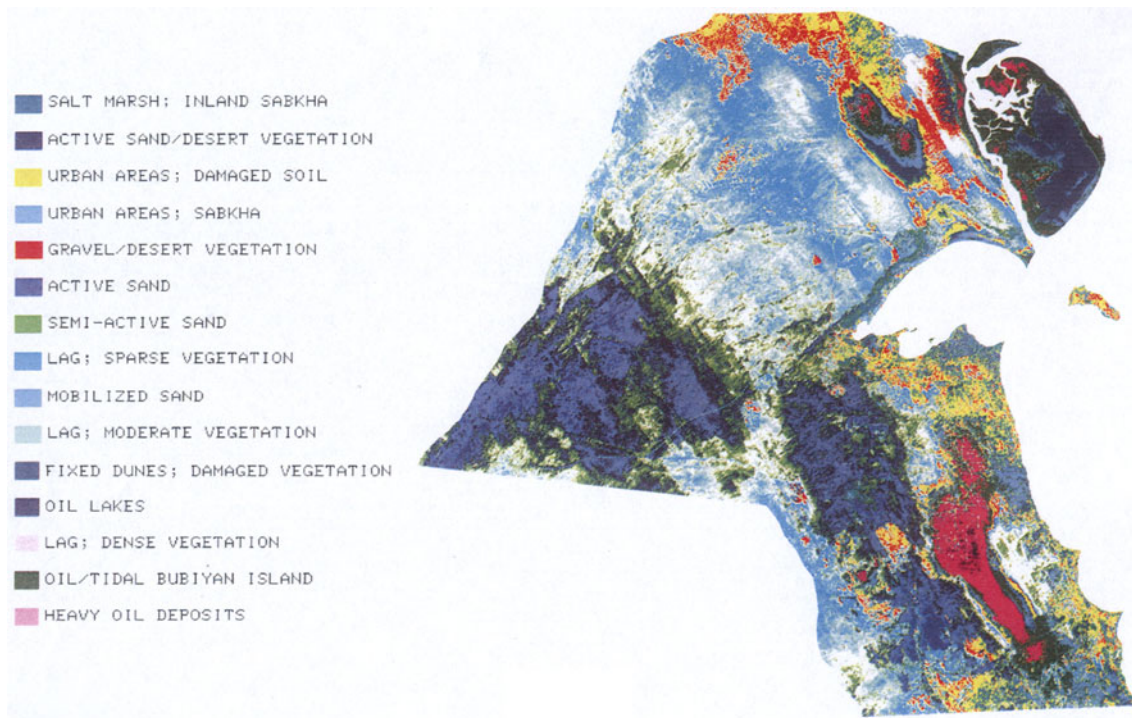 SALT MARSH; INLAND SABKHA
ACTIVE SAND/DESERT VEGETATION
URBAN AREAS; DAMAGED SOIL
URBAN AREAS; SABKHA
GRAVEL/DESERT VEGETATION
ACTIVE SAND
SEMI-ACTIVE SAND
LAG; SPARSE VEGETATION
MOBILIZED SAND
LAG; MODERATE VEGETATION
FIXED DUNES; DAMAGED VEGETATION
OIL LAKES
LAG; DENSE VEGETATION
OIL/TIDAL BUBIYAN ISLAND
HEAVY OIL DEPOSITS